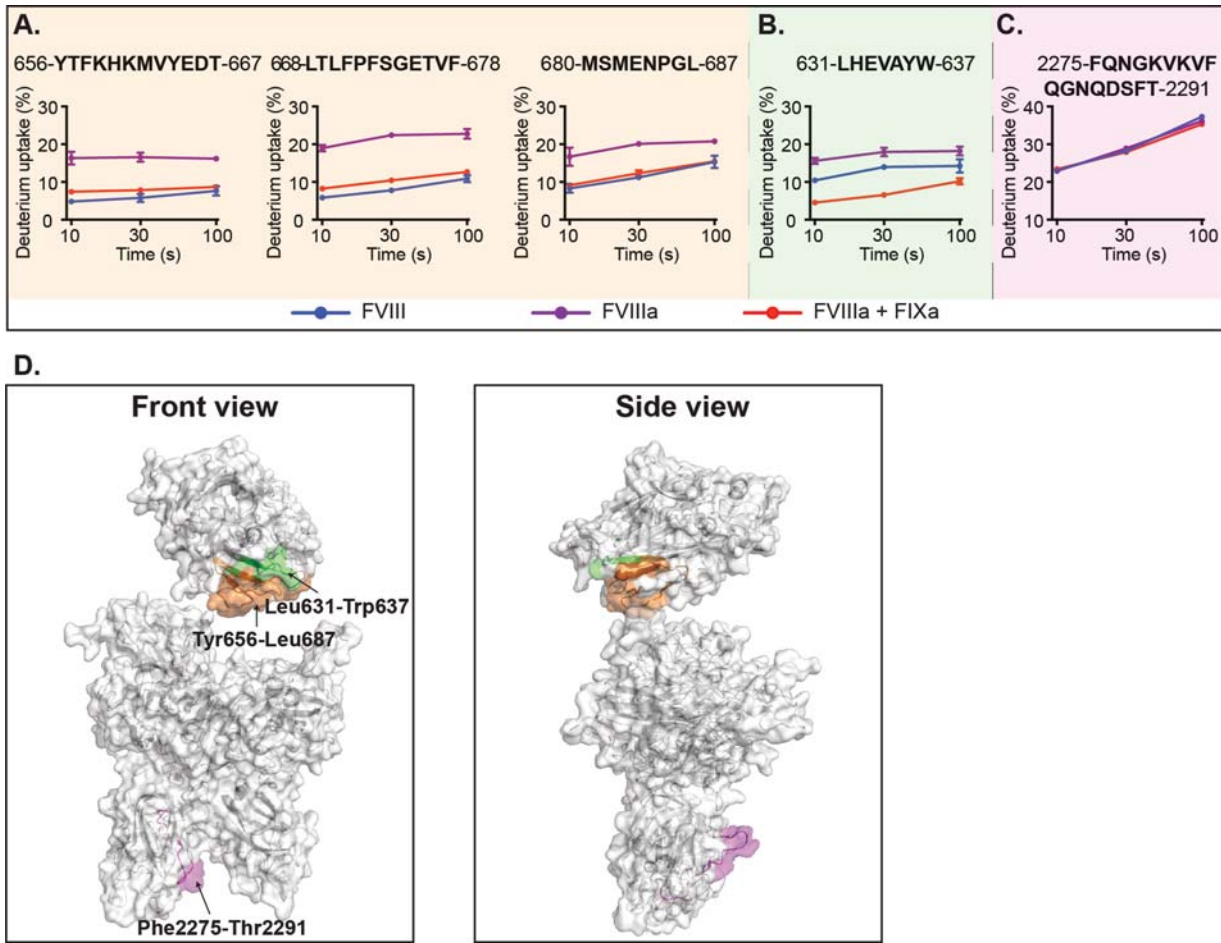 A.
B.
C.
656-YTFKHKMVYEDT-667
668-LTLFPFSGETVF-678
680-MSMENPGL-687
631-LHEVAYW-637
2275-FQNGKVKVF
QGNQDSFT-2291
Deuterium uptake (%)
30
20
10
0
10
30
100
Time (s)
Deuterium uptake (%)
30
20
10
0
10
30
100
Time (s)
Deuterium uptake (%)
30
20
10
0
10
30
100
Time (s)
Deuterium uptake (%)
30
20
10
0
10
30
100
Time (s)
Deuterium uptake (%)
40
30
20
10
10
30
100
Time (s)
FVIII
FVIIIa
FVIIIa + FIXa
D.
Front view
Leu631-Trp637
Tyr656-Leu687
Phe2275-Thr2291
Side view